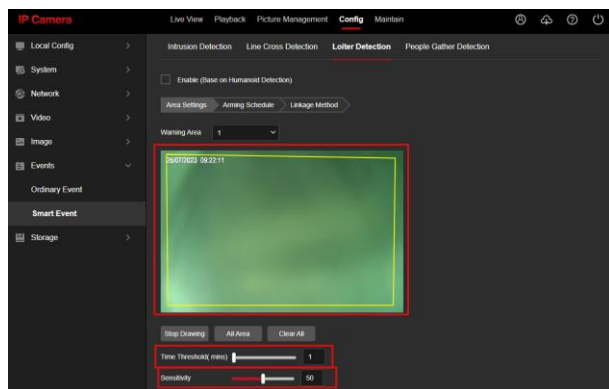 IP Camera
Live View Playback Picture Management Config Maintain
Local Config
System
Network
Video
Image
Events
Ordinary Event
Smart Event
Storage
Intrusion Detection Line Cross Detection Loiter Detection People Gather Detection
Enable (Base on Humanoid Detection)
Area Settings Arming Schedule Linkage Method
Warning Area 1
26/07/2023 09:22:11
Stop Drawing All Area Clear All
Time Threshold( mins) 1
Sensitivity 50